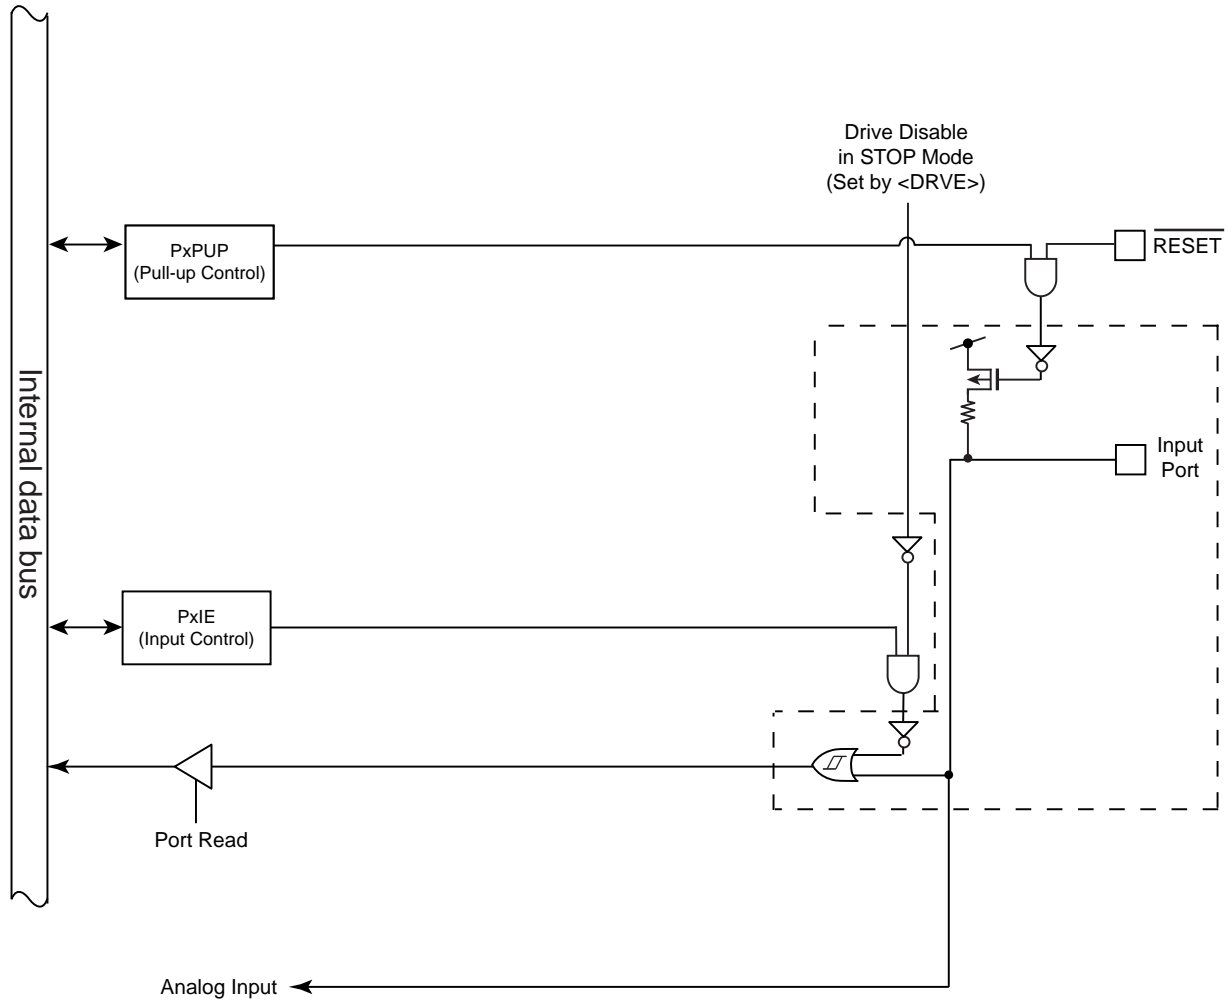 Drive Disable
in STOP Mode
(Set by <DRVE>)
PxPUP
(Pull-up Control)
RESET
Internal data bus
Input
Port
PxIE
(Input Control)
Port Read
Analog Input